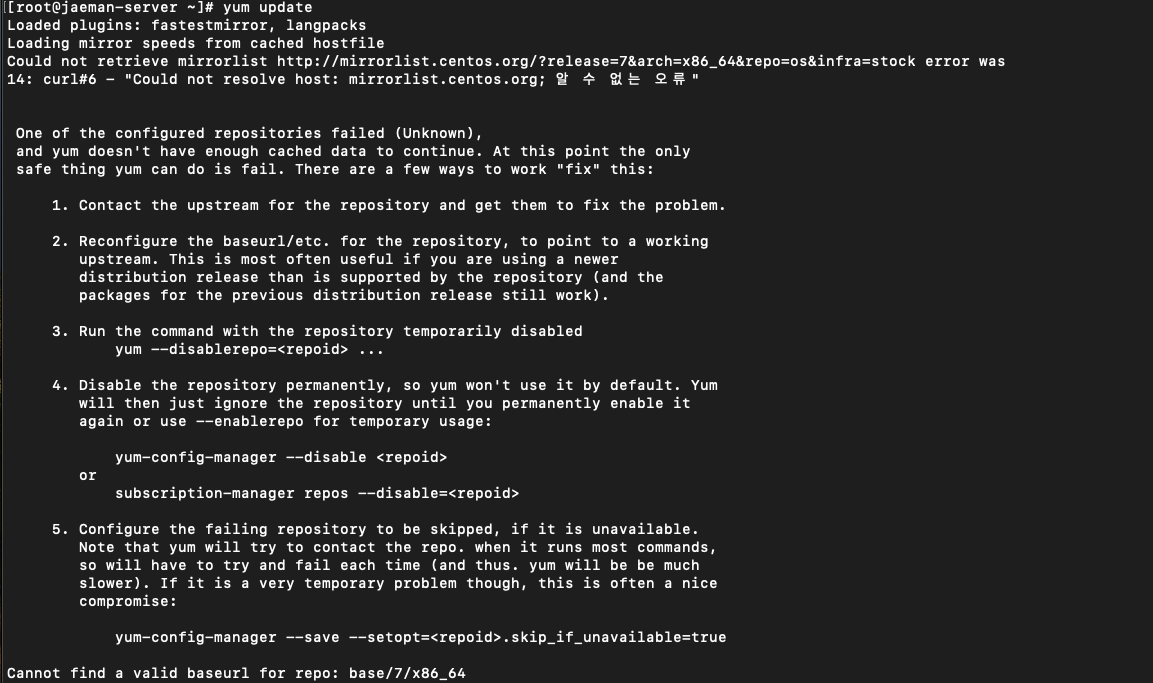 [[root@jaeman-server ~]# yum update
Loaded plugins: fastestmirror, langpacks
Loading mirror speeds from cached hostfile
Could not retrieve mirrorlist http://mirrorlist.centos.org/?release=7&arch=x86_64&repo=os&infra=stock error was
14: curl#6 - "Could not resolve host: mirrorlist.centos.org; 알 수 없는 오류"
One of the configured repositories failed (Unknown),
and yum doesn't have enough cached data to continue. At this point the only
safe thing yum can do is fail. There are a few ways to work "fix" this:
1. Contact the upstream for the repository and get them to fix the problem.
2. Reconfigure the baseurl/etc. for the repository, to point to a working
upstream. This is most often useful if you are using a newer
distribution release than is supported by the repository (and the
packages for the previous distribution release still work).
3. Run the command with the repository temporarily disabled
yum --disablerepo=<repoid> ...
4. Disable the repository permanently, so yum won't use it by default. Yum
will then just ignore the repository until you permanently enable it
again or use --enablerepo for temporary usage:
yum-config-manager --disable <repoid>
or
subscription-manager repos --disable=<repoid>
5. Configure the failing repository to be skipped, if it is unavailable.
Note that yum will try to contact the repo. when it runs most commands,
so will have to try and fail each time (and thus. yum will be be much
slower). If it is a very temporary problem though, this is often a nice
compromise:
yum-config-manager --save --setopt=<repoid>.skip_if_unavailable=true
Cannot find a valid baseurl for repo: base/7/x86_64